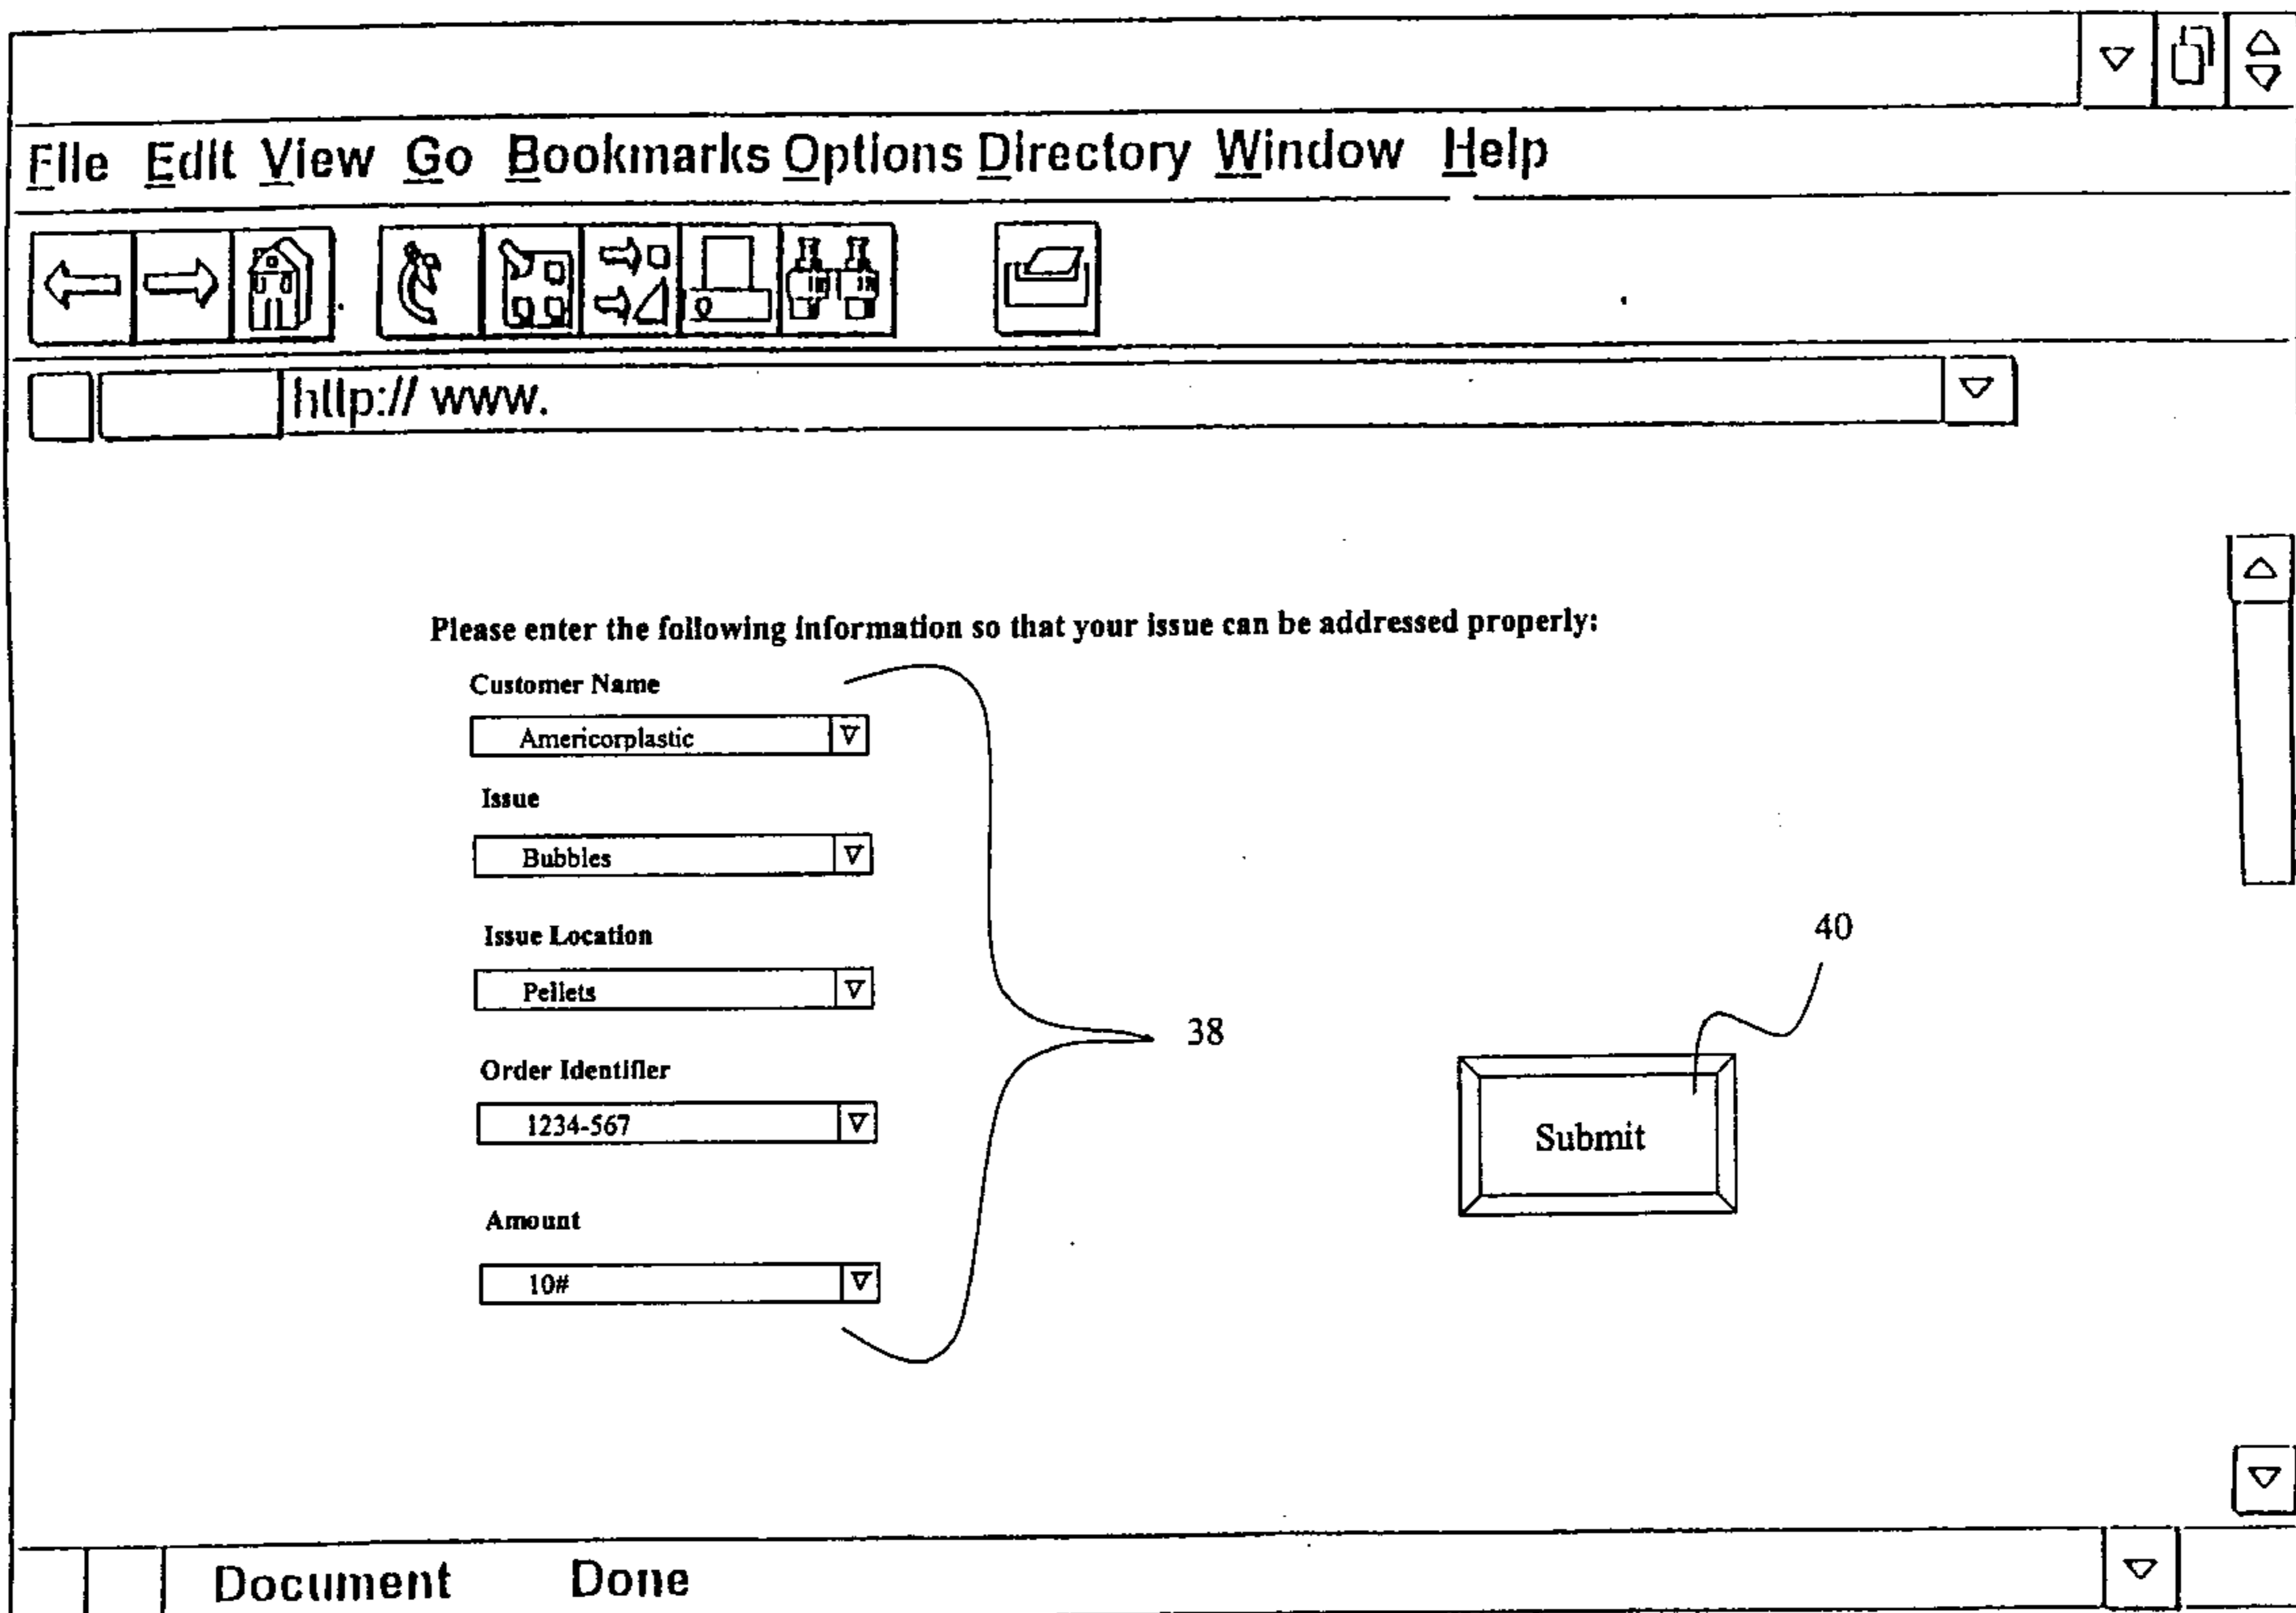 File Edit View Go Bookmarks Options Directory Window Help
http:// www.
Please enter the following information so that your issue can be addressed properly:
Customer Name
Americorplastic
Issue
Bubbles
40
Issue Location
Pellets
38
Order Identifier
1234-567
Submit
Amount
10#
Document Done